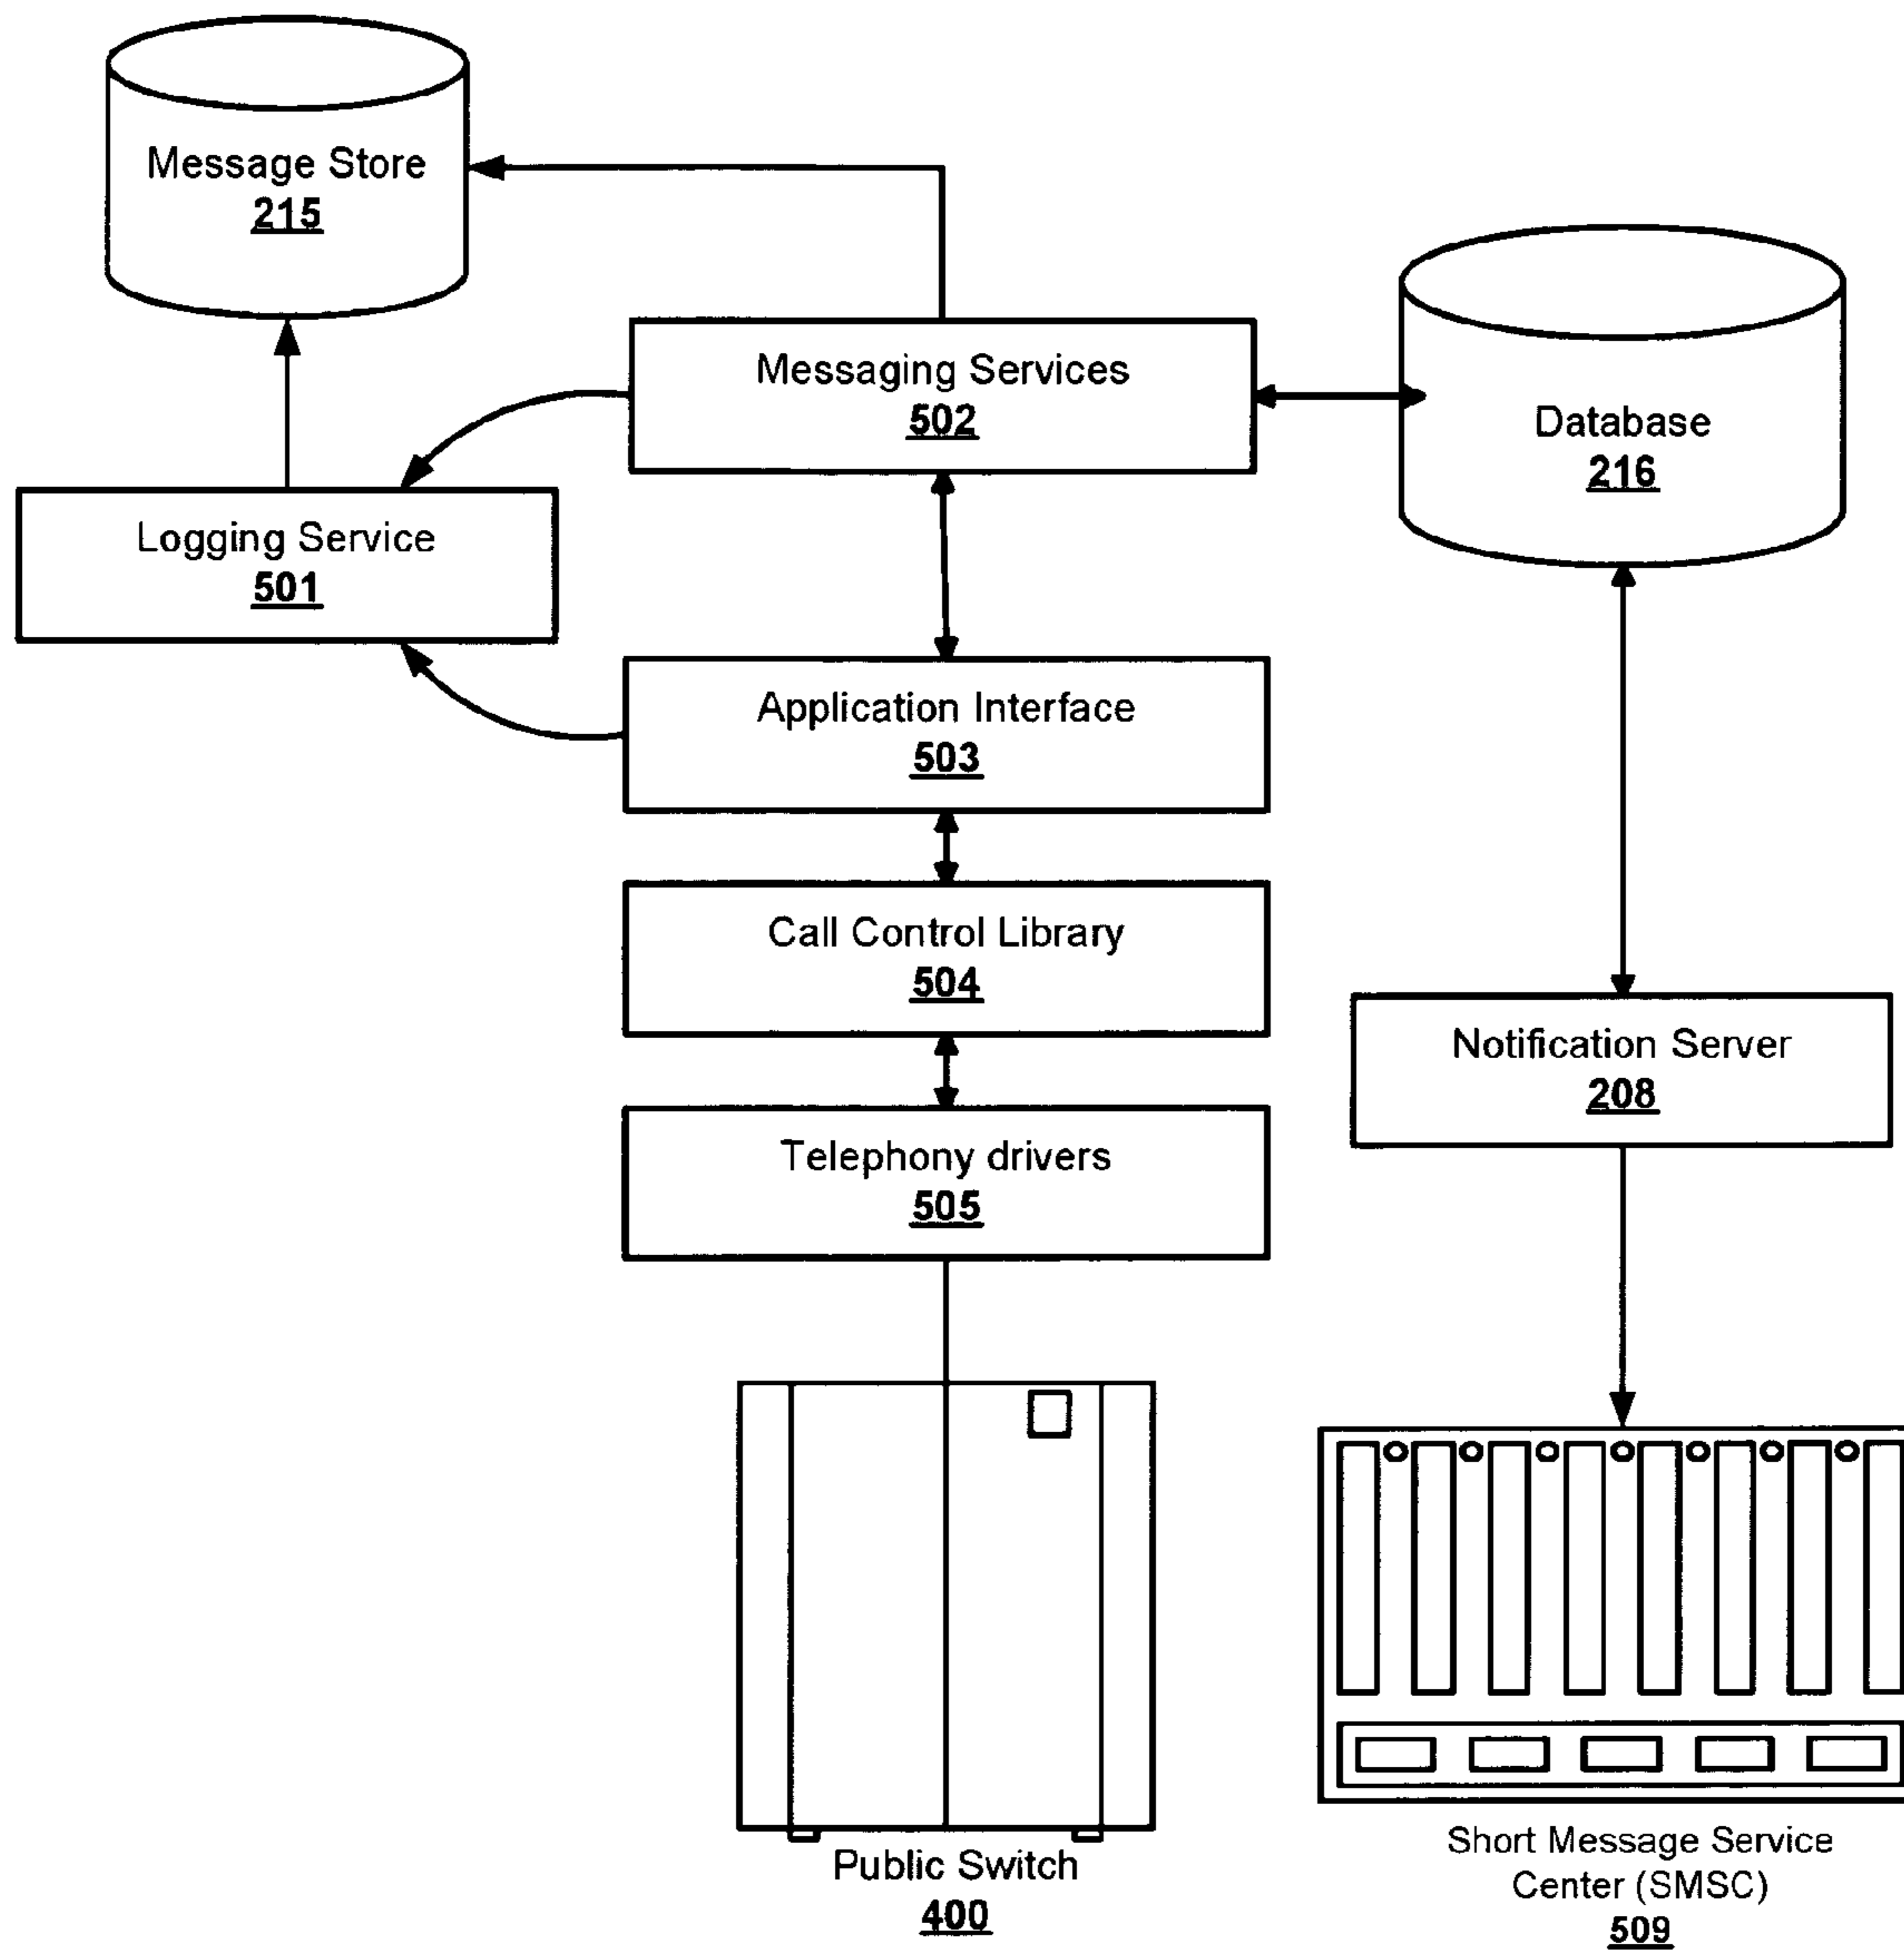 Message Store
215
Messaging Services
502
Database
216
Logging Service
501
Application Interface
503
Call Control Library
504
Notification Server
208
Telephony drivers
505
Public Switch
400
Short Message Service
Center (SMSC)
509